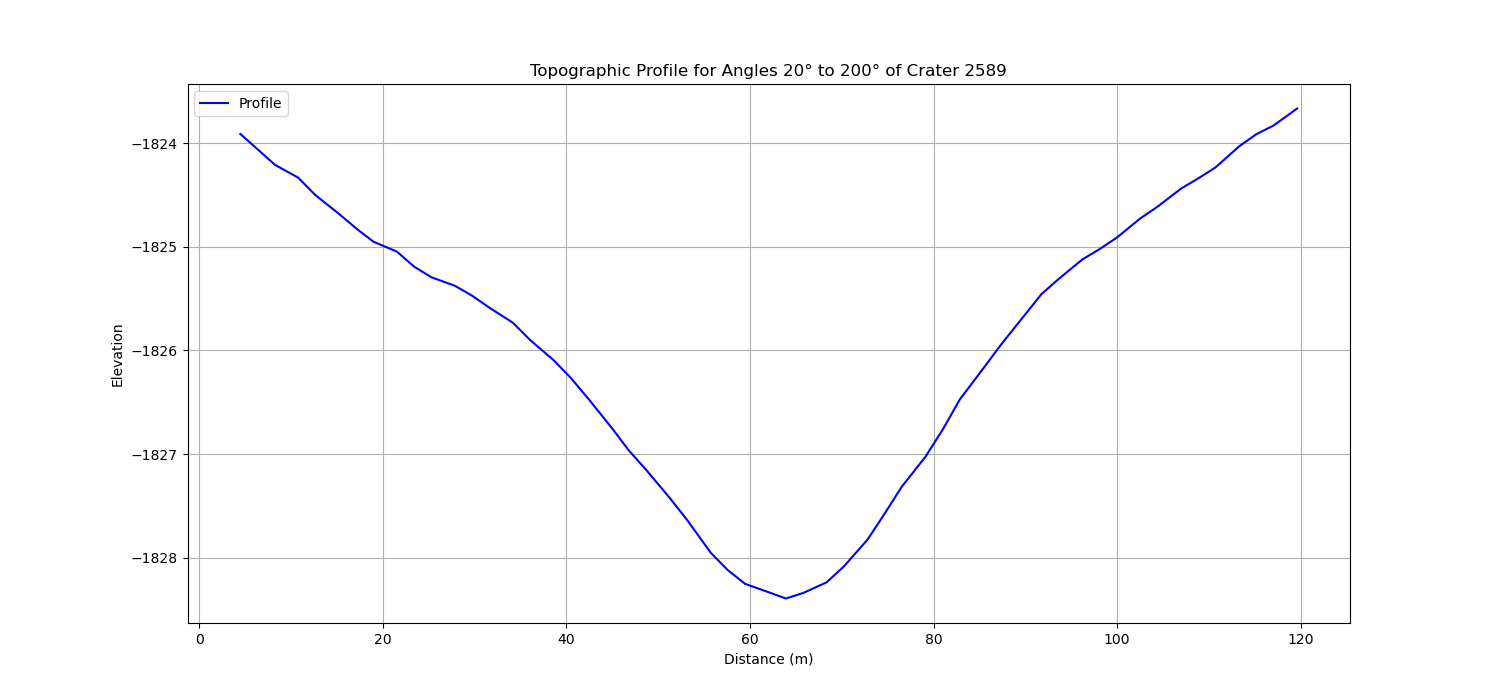 Topographic Profile for Angles 20° to 200° of Crater 2589
Profile
−1824
−1825
−1826
−1827
−1828
Elevation
0 20 40 60 80 100 120
Distance (m)